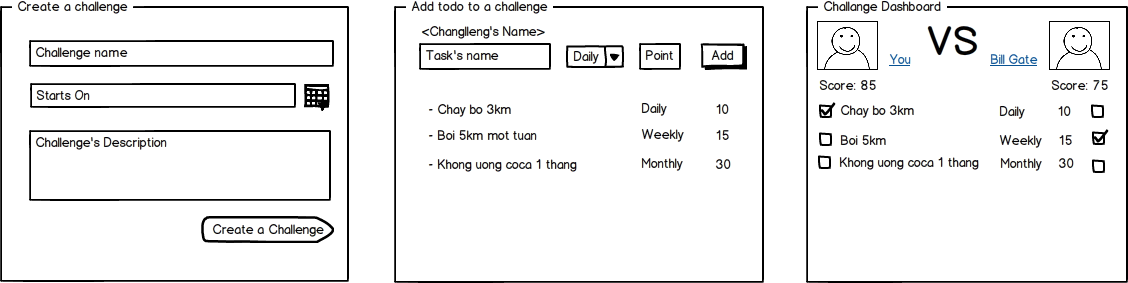 Create a challenge
Challenge name
Starts On
Challenge's Description
Create a Challenge
Add todo to a challenge
<Changlleng's Name>
Task's name Daily Point Add
- Chay bo 3km Daily 10
- Boi 5km mot tuan Weekly 15
- Khong uong coca 1 thang Monthly 30
Challange Dashboard
VS
You Bill Gate
Score: 85 Score: 75
Chay bo 3km Daily 10
Boi 5km Weekly 15
Khong uong coca 1 thang Monthly 30